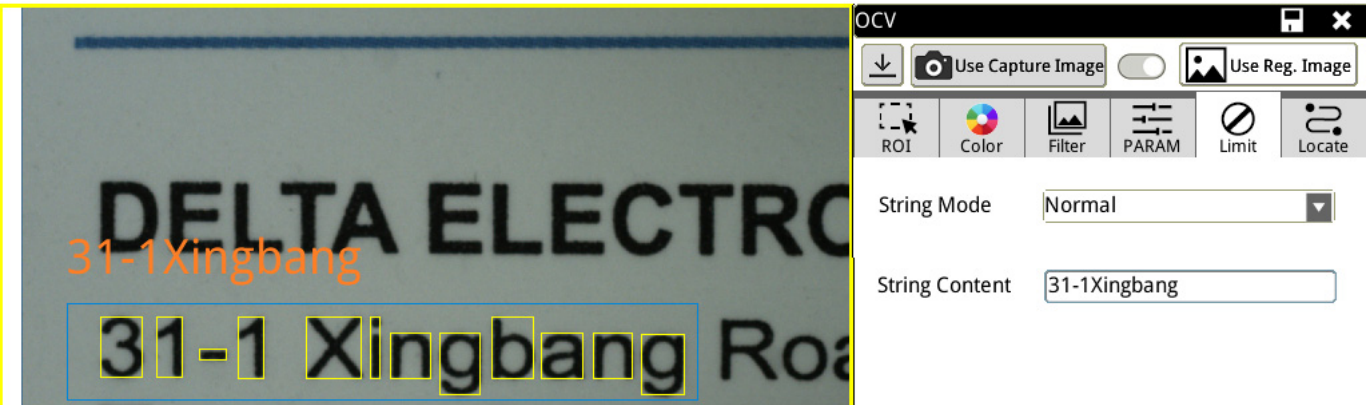 OCV
Use Capture Image
Use Reg. Image
ROI
Color
Filter
PARAM
Limit
Locate
String Mode
Normal
String Content
31-1Xingbang
DELTA ELECTRO
31-1Xingbang
31-1 Xingbang Roa